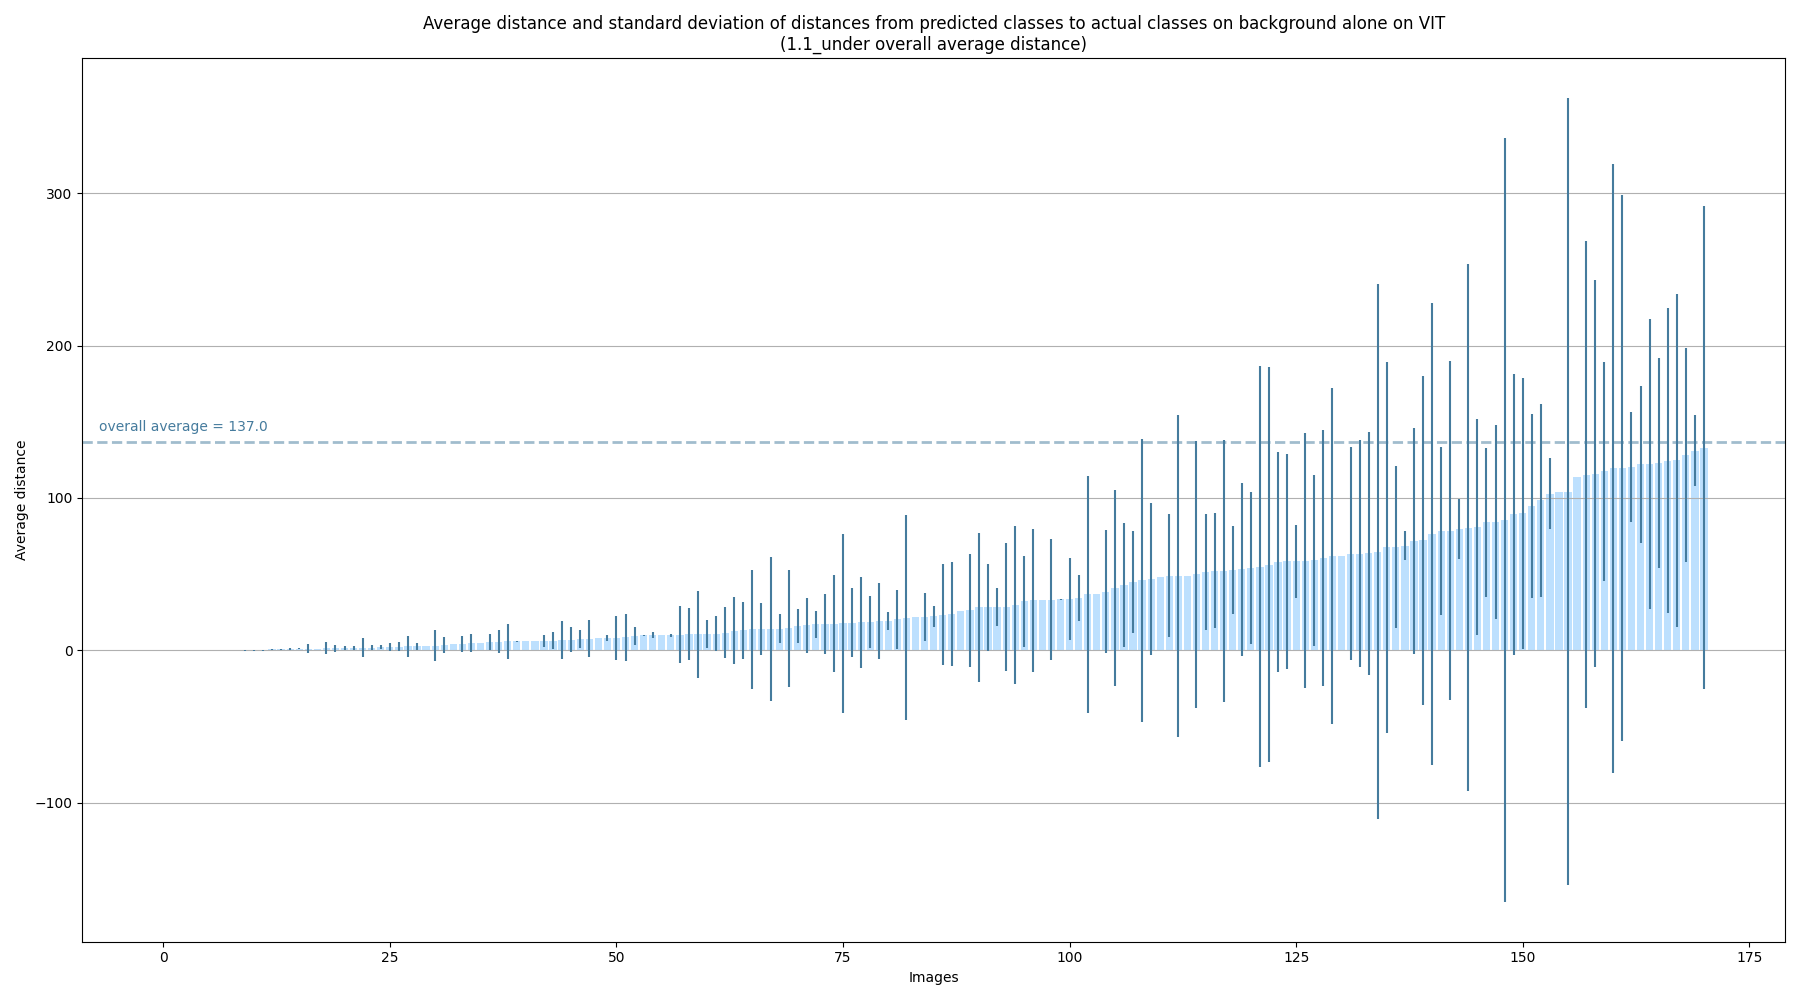 Average distance and standard deviation of distances from predicted classes to actual classes on background alone on VIT
(1.1_under overall average distance)
300
200
overall average = 137.0
Average distance
100
0
−100
0 25 50 75 100 125 150 175
Images